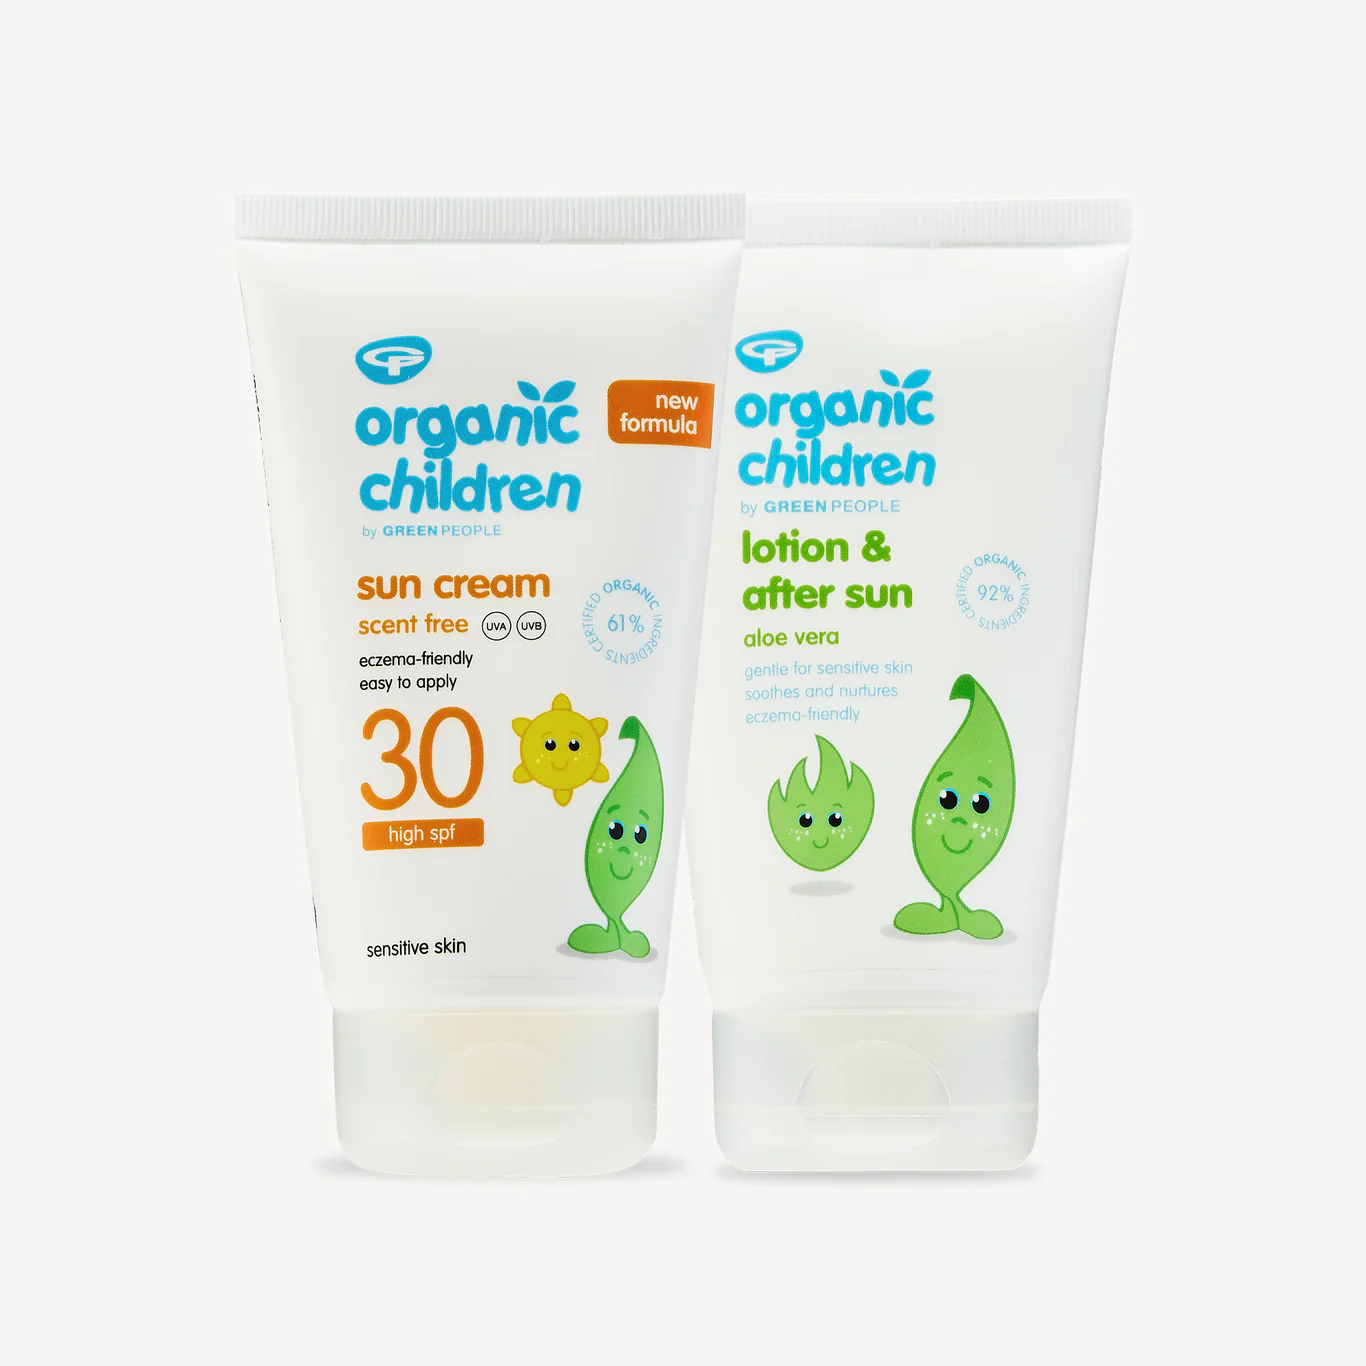 GP
organic
children
by GREEN PEOPLE
new
formula
sun cream
scent free UVA UVB
eczema-friendly
easy to apply
CERTIFIED ORGANIC INGREDIENTS
61%
30
high spf
sensitive skin
GP
organic
children
by GREEN PEOPLE
lotion &
after sun
aloe vera
gentle for sensitive skin
soothes and nurtures
eczema-friendly
CERTIFIED ORGANIC INGREDIENTS
92%